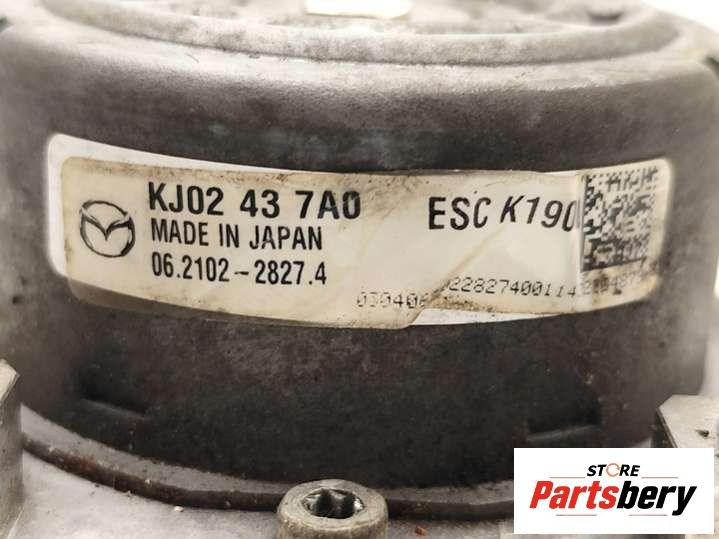 KJ02 43 7A0
MADE IN JAPAN
06.2102-2827.4
ESC K190
STORE
Partsbery